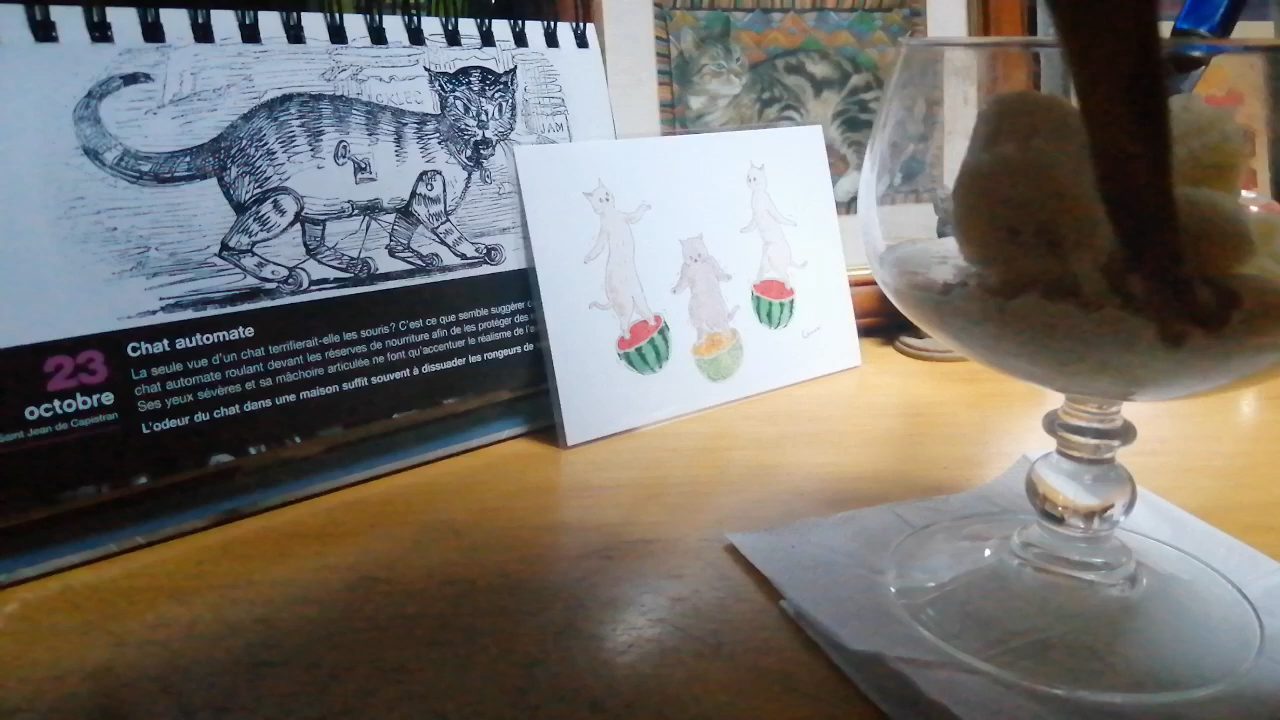 JAM
23
octobre
Saint Jean de Capistran
Chat automate
La seule vue d'un chat terrifierait-elle les souris? C'est ce que semble suggérer
chat automate roulant devant les réserves de nourriture afin de les protéger des
Ses yeux sévères et sa mâchoire articulée ne font qu'accentuer le réalisme de
L'odeur du chat dans une maison suffit souvent à dissuader les rongeurs de